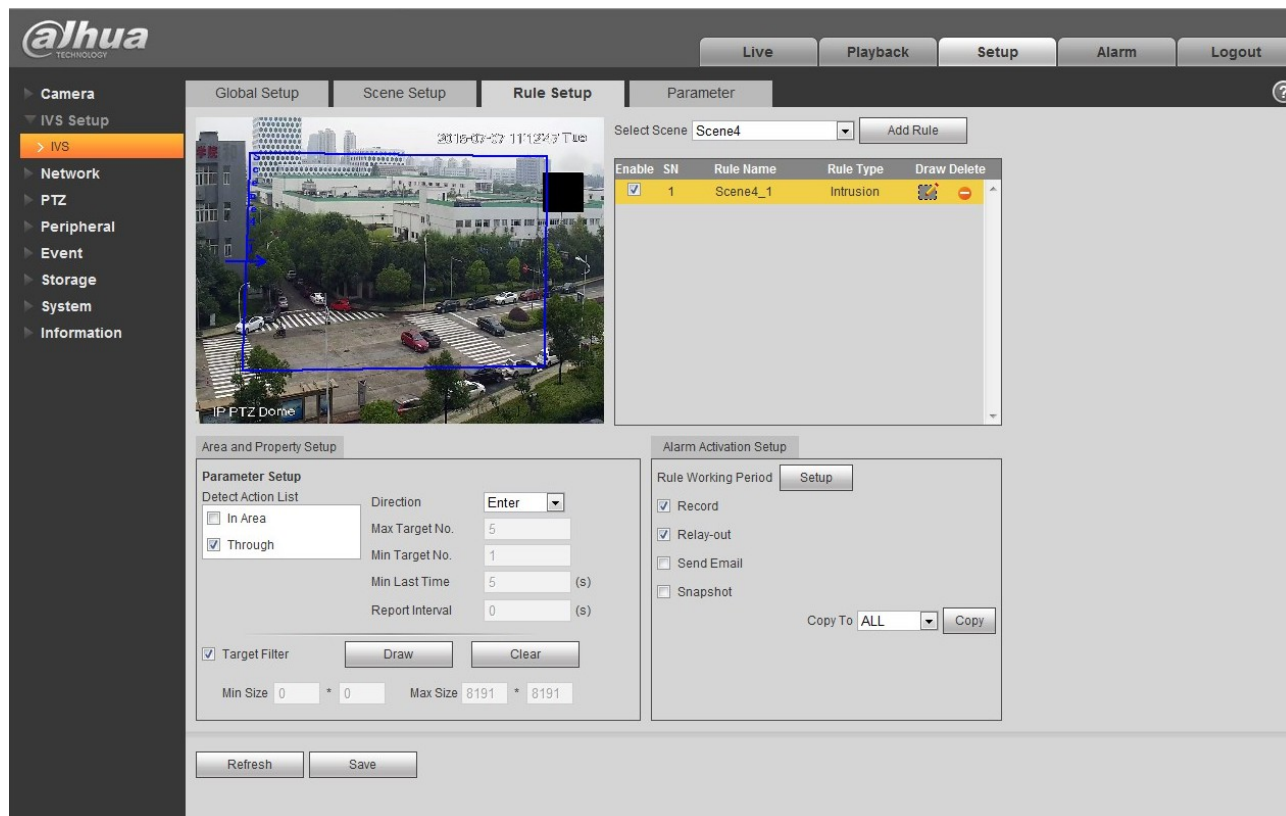 alhua
TECHNOLOGY
Live Playback Setup Alarm Logout
Camera
IVS Setup
IVS
Network
PTZ
Peripheral
Event
Storage
System
Information
Global Setup Scene Setup Rule Setup Parameter
IP PTZ Dome
Select Scene Scene4 Add Rule
Enable SN Rule Name Rule Type Draw Delete
1 Scene4_1 Intrusion
Area and Property Setup
Parameter Setup
Detect Action List
In Area
Through
Direction Enter
Max Target No. 5
Min Target No. 1
Min Last Time 5 (s)
Report Interval 0 (s)
Target Filter Draw Clear
Min Size 0 * 0 Max Size 8191 * 8191
Alarm Activation Setup
Rule Working Period Setup
Record
Relay-out
Send Email
Snapshot
Copy To ALL Copy
Refresh Save